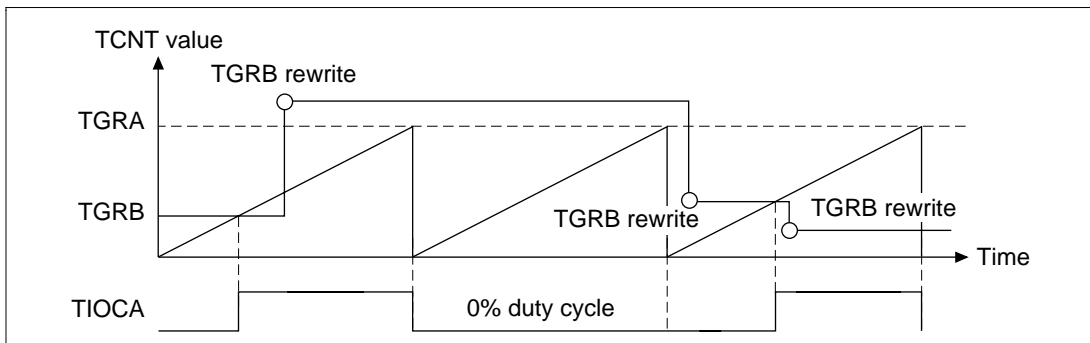 TCNT value
TGRB rewrite
TGRA
TGRB
TGRB rewrite
TGRB rewrite
Time
TIOCA
0% duty cycle